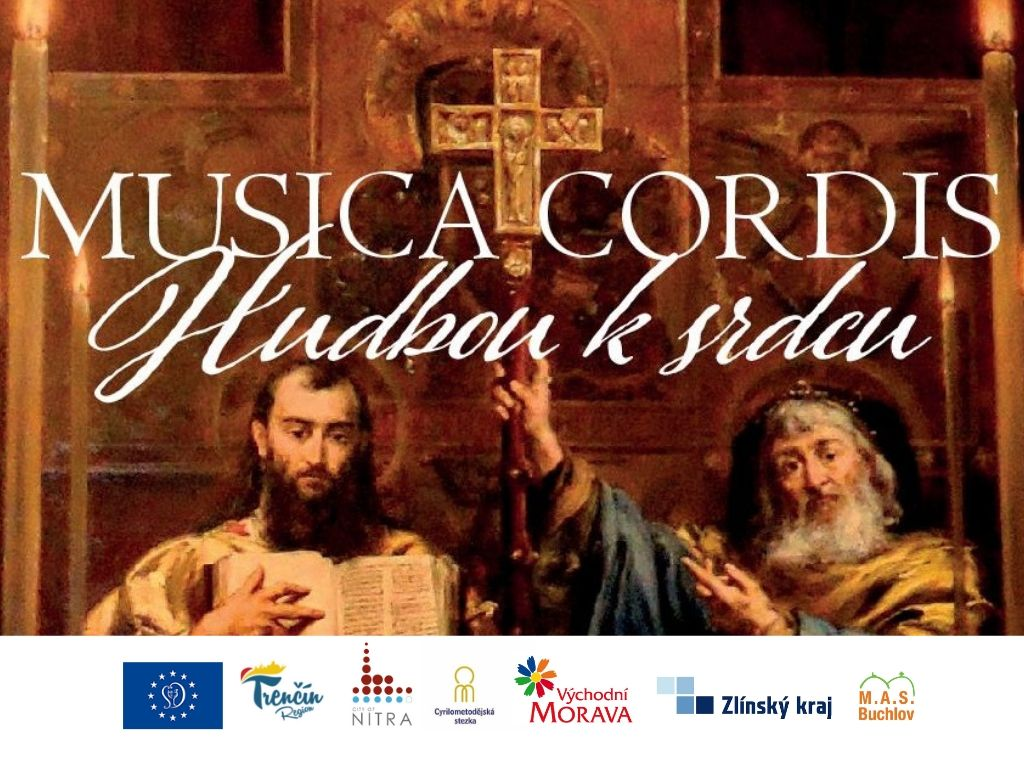 MUSICA CORDIS
Hudbou k srdcu
Trenčín
Region
CITY OF
NITRA
Cyrilometodějská
stezka
Východní
MORAVA
Zlínský kraj
M.A.S.
Buchlov